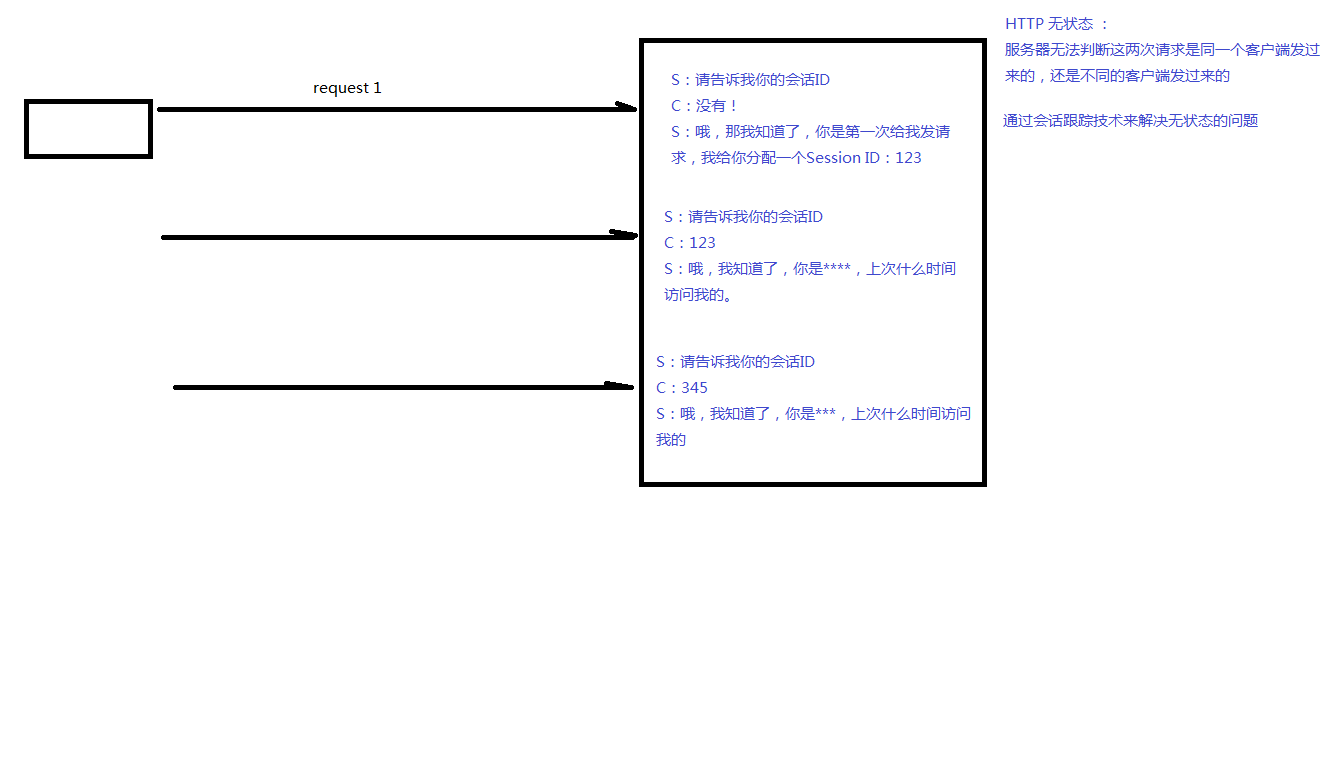 request 1
S：请告诉我你的会话ID
C：没有！
S：哦，那我知道了，你是第一次给我发请
求，我给你分配一个Session ID：123
S：请告诉我你的会话ID
C：123
S：哦，我知道了，你是****，上次什么时间
访问我的。
S：请告诉我你的会话ID
C：345
S：哦，我知道了，你是***，上次什么时间访问
我的
HTTP 无状态 ：
服务器无法判断这两次请求是同一个客户端发过
来的，还是不同的客户端发过来的
通过会话跟踪技术来解决无状态的问题